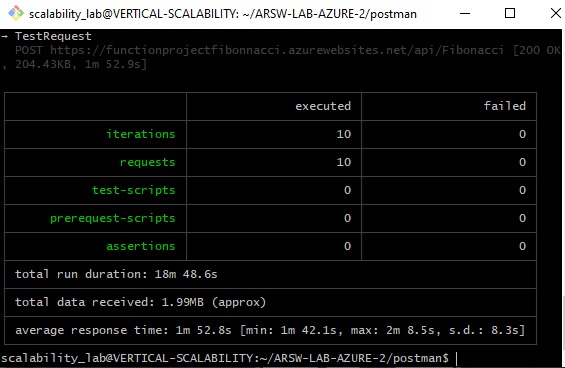 scalability_lab@VERTICAL-SCALABILITY: ~/ARSW-LAB-AZURE-2/postman
→ TestRequest
POST https://functionprojectfibonnacci.azurewebsites.net/api/Fibonacci [200 OK
, 204.43KB, 1m 52.9s]
executed failed
iterations 10 0
requests 10 0
test-scripts 0 0
prerequest-scripts 0 0
assertions 0 0
total run duration: 18m 48.6s
total data received: 1.99MB (approx)
average response time: 1m 52.8s [min: 1m 42.1s, max: 2m 8.5s, s.d.: 8.3s]
scalability_lab@VERTICAL-SCALABILITY:~/ARSW-LAB-AZURE-2/postman$